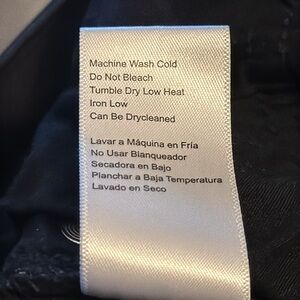 Machine Wash Cold
Do Not Bleach
Tumble Dry Low Heat
Iron Low
Can Be Drycleaned
Lavar a Máquina en Fría
No Usar Blanqueador
Secadora en Bajo
Planchar a Baja Temperatura
Lavado en Seco